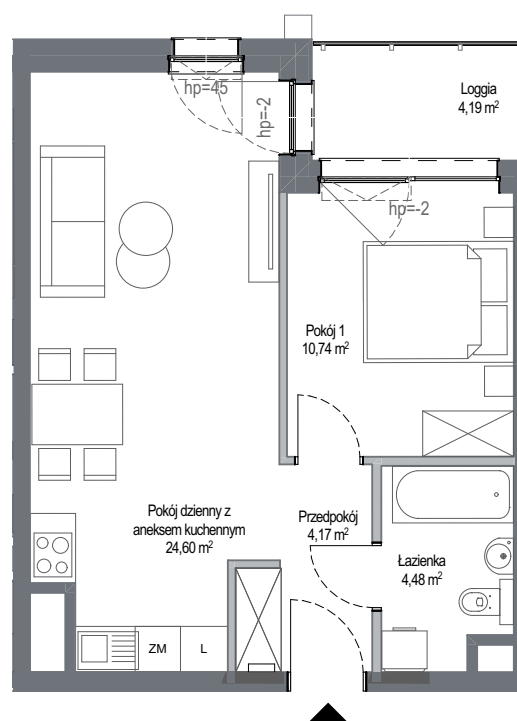 hp=45
hp=-2
Loggia
4,19 m²
hp=-2
Pokój 1
10,74 m²
Pokój dzienny z
aneksem kuchennym
24,60 m²
Przedpokój
4,17 m²
Łazienka
4,48 m²
ZM
L